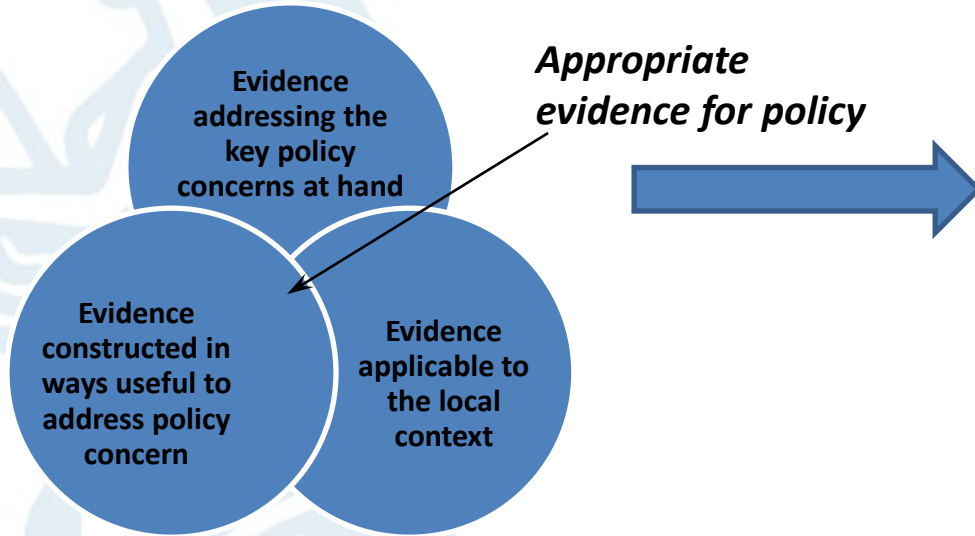 Appropriate
evidence for policy
Evidence
addressing the
key policy
concerns at hand
Evidence
constructed in
ways useful to
address policy
concern
Evidence
applicable to
the local
context